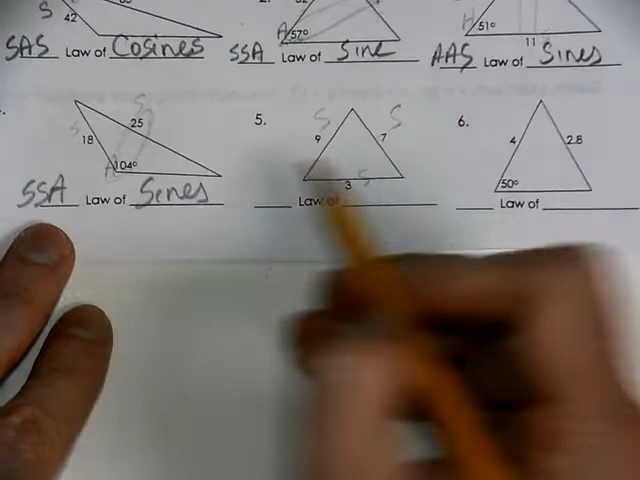 S
42
SAS Law of Cosines
57°
SSA Law of Sine
51°
11
AAS Law of Sines
S
S
25
18
A
104°
SSA Law of Sines
5.
S
S
9
7
3
S
Law of
6.
4
2.8
50°
Law of